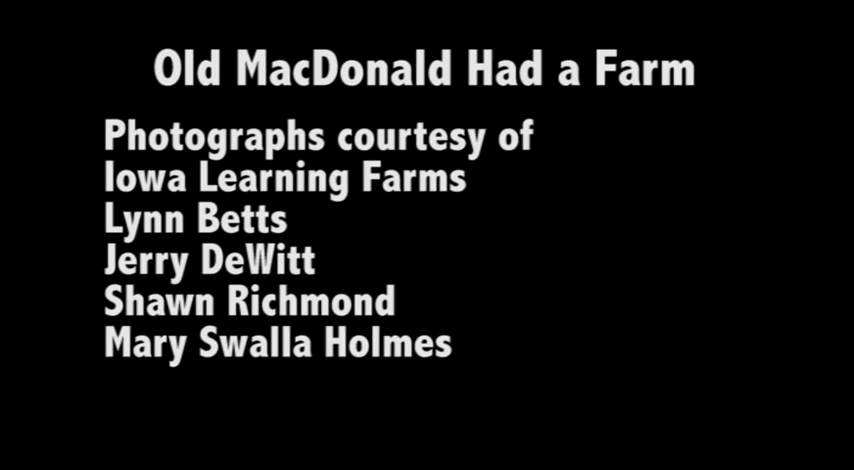 Old MacDonald Had a Farm
Photographs courtesy of
Iowa Learning Farms
Lynn Betts
Jerry DeWitt
Shawn Richmond
Mary Swalla Holmes